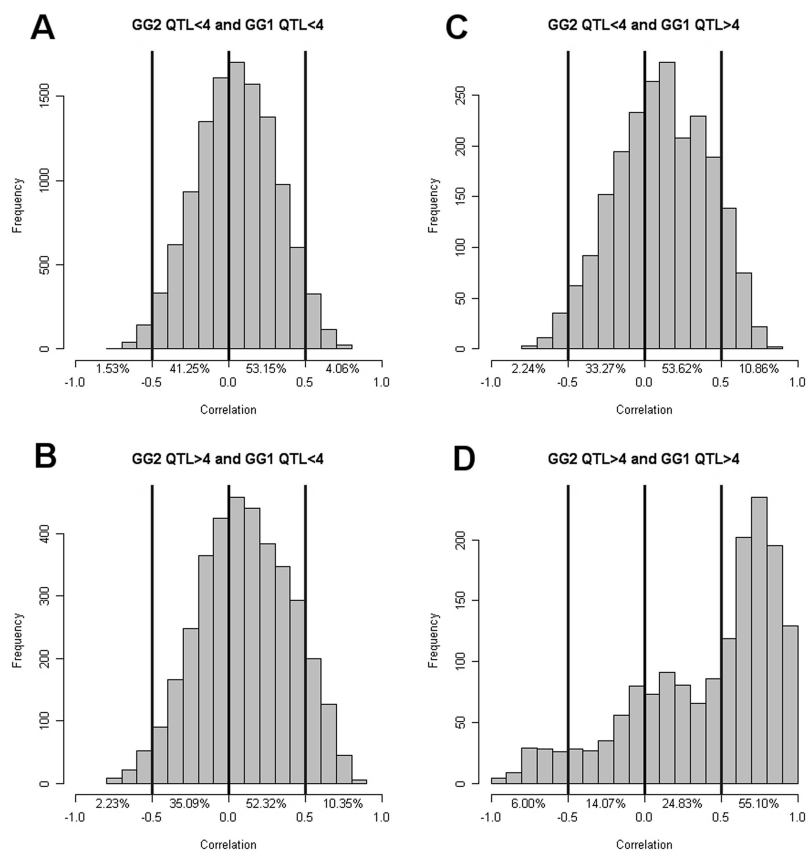 A
GG2 QTL<4 and GG1 QTL<4
Frequency
1500
1000
500
0
1.53% 41.25% 53.15% 4.06%
-1.0 -0.5 0.0 0.5 1.0
Correlation
C
GG2 QTL<4 and GG1 QTL>4
Frequency
250
200
150
100
50
0
2.24% 33.27% 53.62% 10.86%
-1.0 -0.5 0.0 0.5 1.0
Correlation
B
GG2 QTL>4 and GG1 QTL<4
Frequency
400
300
200
100
0
2.23% 35.09% 52.32% 10.35%
-1.0 -0.5 0.0 0.5 1.0
Correlation
D
GG2 QTL>4 and GG1 QTL>4
Frequency
200
150
100
50
0
6.00% 14.07% 24.83% 55.10%
-1.0 -0.5 0.0 0.5 1.0
Correlation